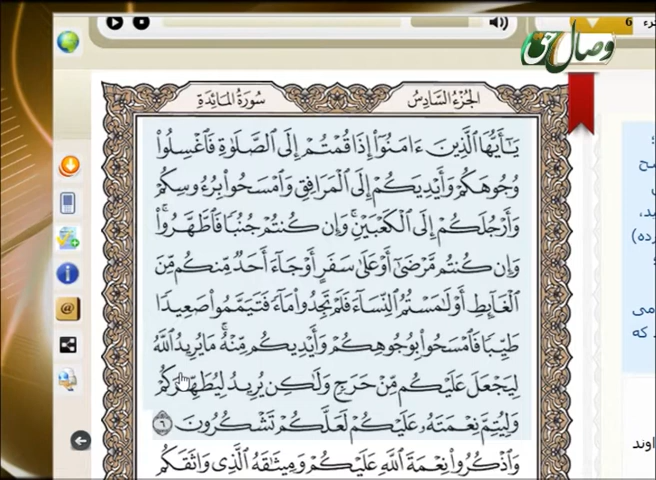 6
وصال حق
الجزء السادس
سورة المائدة
يَٰٓأَيُّهَا ٱلَّذِينَ ءَامَنُوٓاْ إِذَا قُمۡتُمۡ إِلَى ٱلصَّلَوٰةِ فَٱغۡسِلُواْ
وُجُوهَكُمۡ وَأَيۡدِيَكُمۡ إِلَى ٱلۡمَرَافِقِ وَٱمۡسَحُواْ بِرُءُوسِكُمۡ
وَأَرۡجُلَكُمۡ إِلَى ٱلۡكَعۡبَيۡنِۚ وَإِن كُنتُمۡ جُنُبٗا فَٱطَّهَّرُواْۚ
وَإِن كُنتُم مَّرۡضَىٰٓ أَوۡ عَلَىٰ سَفَرٍ أَوۡ جَآءَ أَحَدٞ مِّنكُم مِّنَ
ٱلۡغَآئِطِ أَوۡ لَٰمَسۡتُمُ ٱلنِّسَآءَ فَلَمۡ تَجِدُواْ مَآءٗ فَتَيَمَّمُواْ صَعِيدٗا
طَيِّبٗا فَٱمۡسَحُواْ بِوُجُوهِكُمۡ وَأَيۡدِيكُم مِّنۡهُۚ مَا يُرِيدُ ٱللَّهُ
لِيَجۡعَلَ عَلَيۡكُم مِّنۡ حَرَجٖ وَلَٰكِن يُرِيدُ لِيُطَهِّرَكُمۡ
وَلِيُتِمَّ نِعۡمَتَهُۥ عَلَيۡكُمۡ لَعَلَّكُمۡ تَشۡكُرُونَ ٦
وَٱذۡكُرُواْ نِعۡمَةَ ٱللَّهِ عَلَيۡكُمۡ وَمِيثَٰقَهُ ٱلَّذِي وَاثَقَكُم